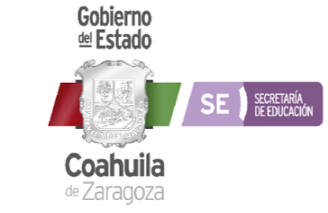 Gobierno
del Estado
SE
SECRETARÍA
DE EDUCACIÓN
Coahuila
de Zaragoza